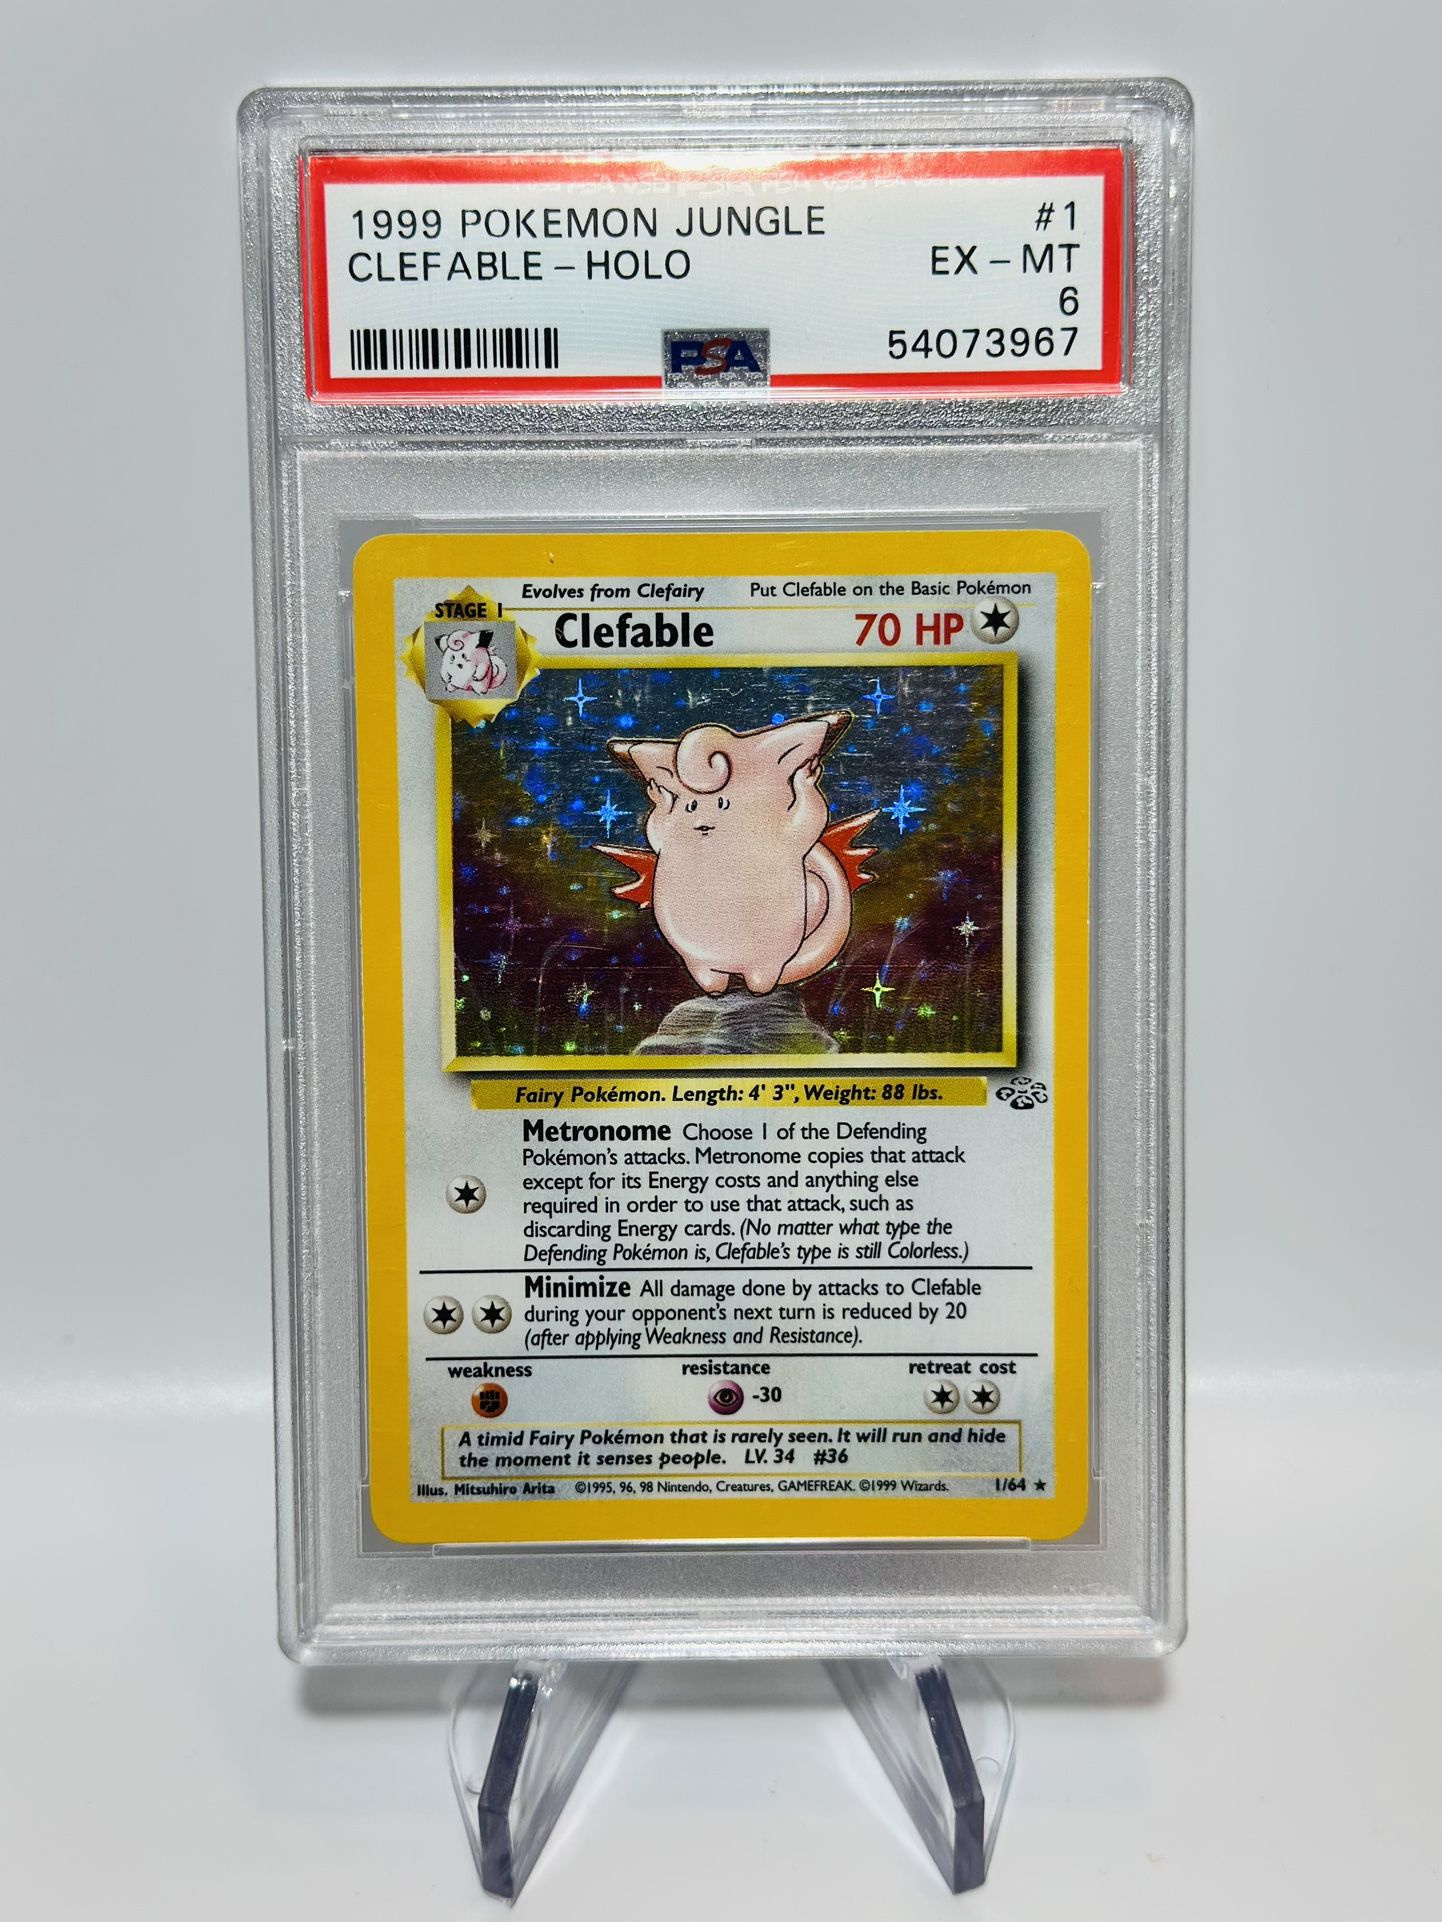 1999 POKEMON JUNGLE #1
CLEFABLE - HOLO EX - MT
6
PSA 54073967
Evolves from Clefairy Put Clefable on the Basic Pokémon
STAGE 1
Clefable 70 HP
Fairy Pokémon. Length: 4' 3", Weight: 88 lbs.
Metronome Choose 1 of the Defending
Pokémon's attacks. Metronome copies that attack
except for its Energy costs and anything else
required in order to use that attack, such as
discarding Energy cards. (No matter what type the
Defending Pokémon is, Clefable's type is still Colorless.)
Minimize All damage done by attacks to Clefable
during your opponent's next turn is reduced by 20
(after applying Weakness and Resistance).
weakness resistance retreat cost
-30
A timid Fairy Pokémon that is rarely seen. It will run and hide
the moment it senses people. LV. 34 #36
Illus. Mitsuhiro Arita ©1995, 96, 98 Nintendo, Creatures, GAMEFREAK. ©1999 Wizards. 1/64 ★